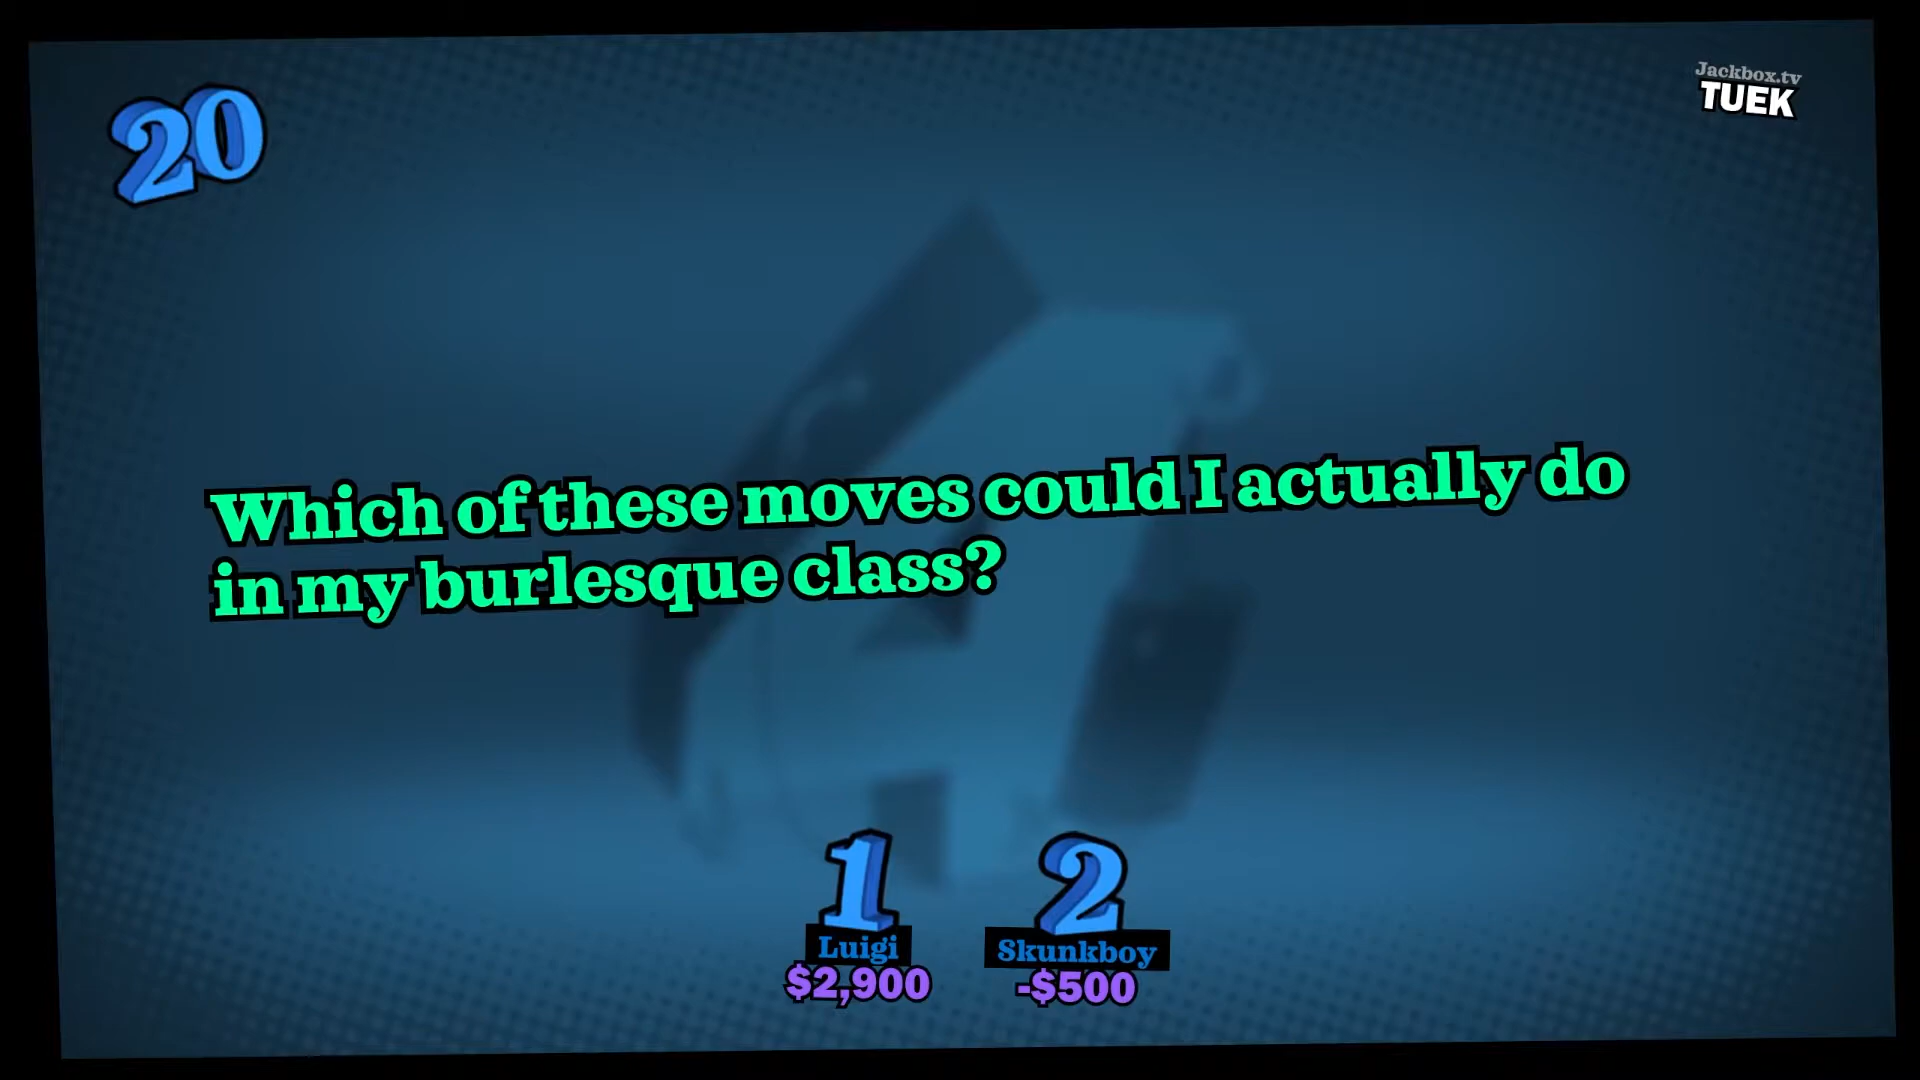 20
Jackbox.tv
TUEK
Which of these moves could I actually do
in my burlesque class?
1
Luigi
$2,900
2
Skunkboy
-$500